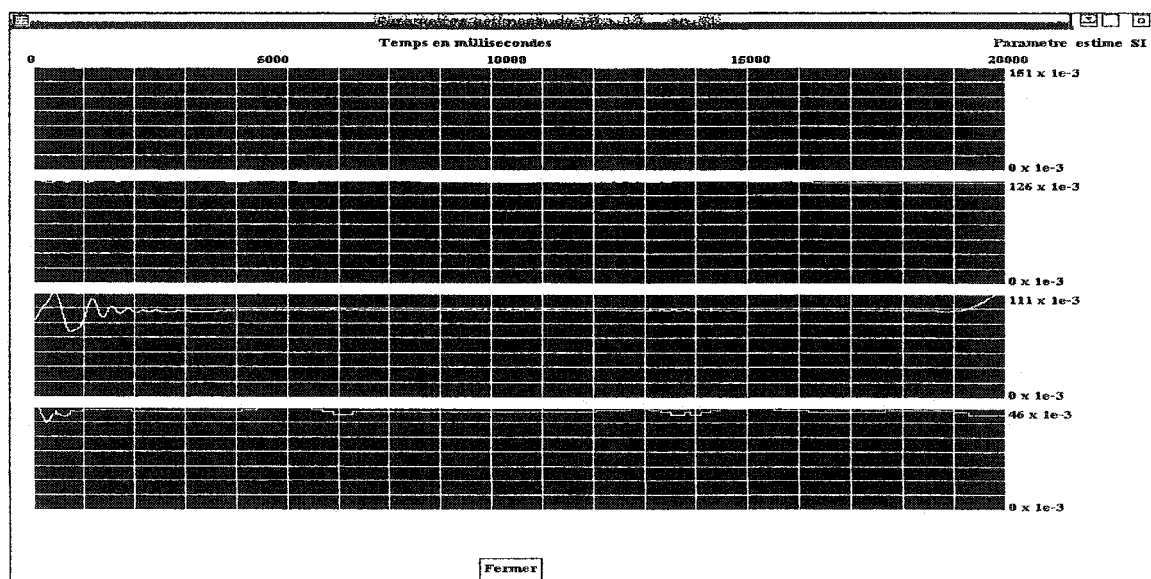 Temps en millisecondes
Parametre estime SI
0 5000 10000 15000 20000
151 x 1e-3
0 x 1e-3
126 x 1e-3
0 x 1e-3
111 x 1e-3
0 x 1e-3
46 x 1e-3
0 x 1e-3
Fermer